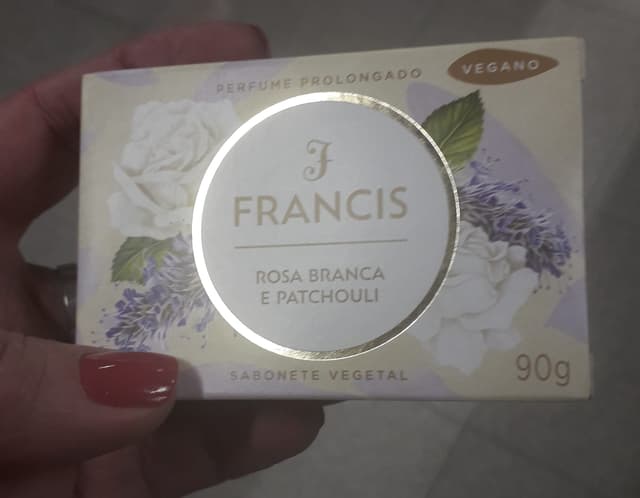 PERFUME PROLONGADO
VEGANO
F
FRANCIS
ROSA BRANCA
E PATCHOULI
SABONETE VEGETAL
90g